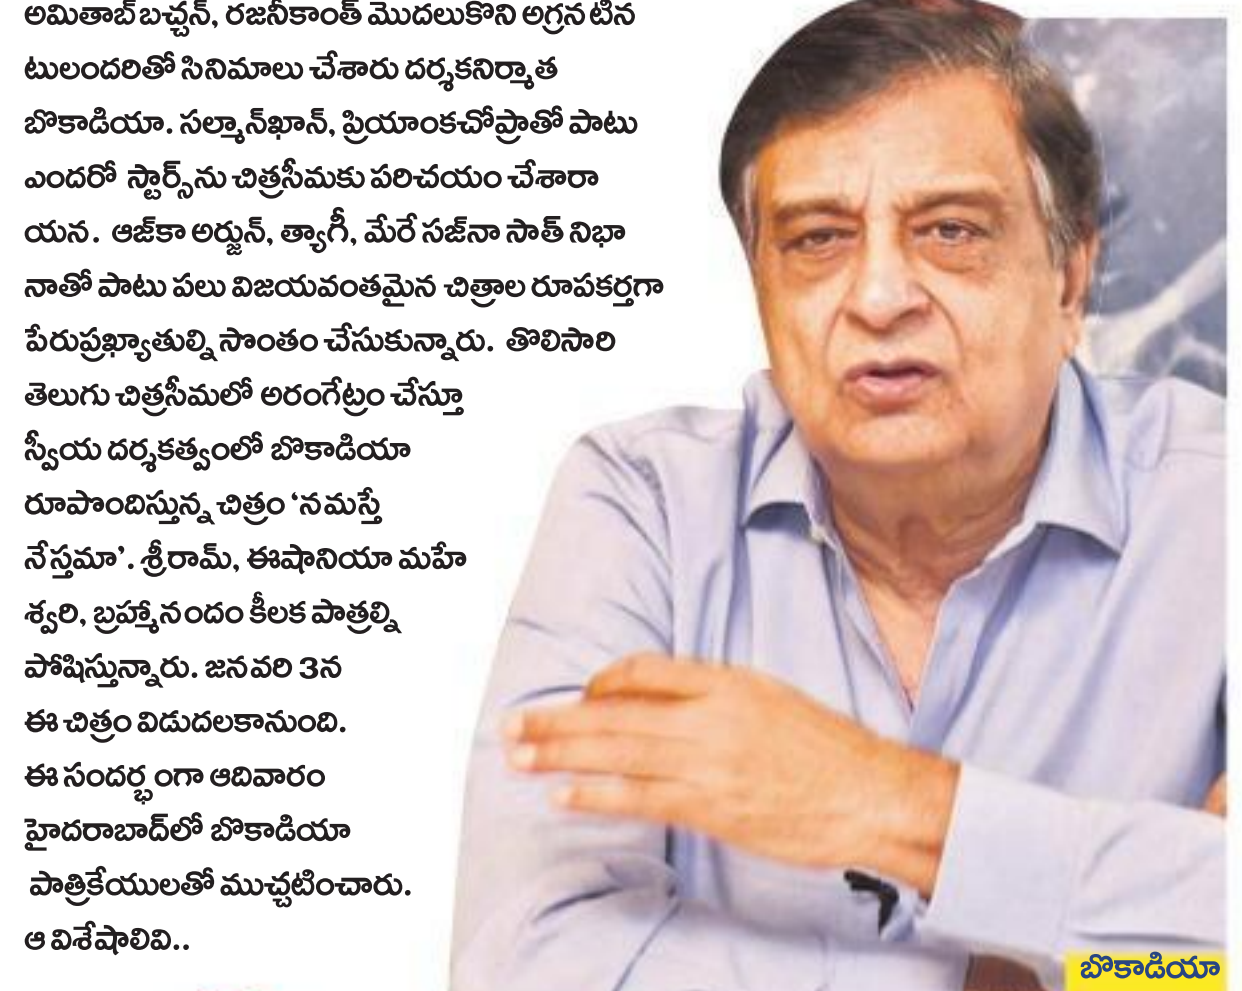 అమితాబ్ బచ్చన్, రజనీకాంత్ మొదలుకొని అగ్రనటీన
టులందరితో సినిమాలు చేశారు దర్శకనిర్మాత
బొకాడియా. సల్మాన్‌ఖాన్, ప్రియాంకచోప్రాతో పాటు
ఎందరో స్టార్స్‌ను చిత్రసీమకు పరిచయం చేశారా
యన. ఆజ్‌కా అర్జున్, త్యాగీ, మేరే సజ్‌నా సాత్ నిభా
నాతో పాటు పలు విజయవంతమైన చిత్రాల రూపకర్తగా
పేరుప్రఖ్యాతుల్ని సొంతం చేసుకున్నారు. తొలిసారి
తెలుగు చిత్రసీమలో అరంగేట్రం చేస్తూ
స్వీయ దర్శకత్వంలో బొకాడియా
రూపొందిస్తున్న చిత్రం ‘నమస్తే
నేస్తమా’. శ్రీరామ్, ఈషానియా మహే
శ్వరి, బ్రహ్మానందం కీలక పాత్రల్ని
పోషిస్తున్నారు. జనవరి 3న
ఈ చిత్రం విడుదలకానుంది.
ఈ సందర్భంగా ఆదివారం
హైదరాబాద్‌లో బొకాడియా
పాత్రికేయులతో ముచ్చటించారు.
ఆ విశేషాలివి..
బొకాడియా